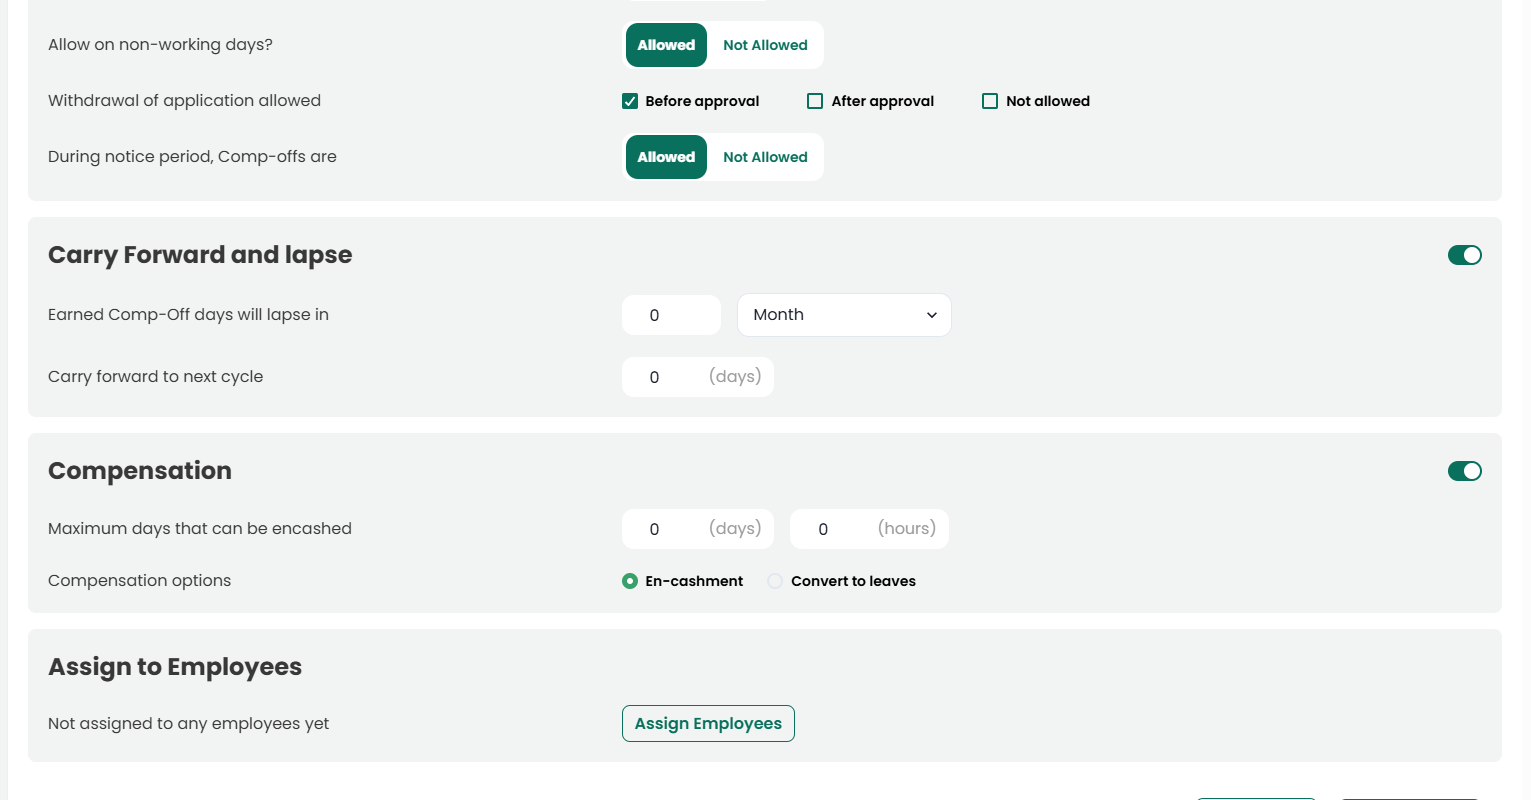 Allow on non-working days?
Allowed Not Allowed
Withdrawal of application allowed
Before approval After approval Not allowed
During notice period, Comp-offs are
Allowed Not Allowed
Carry Forward and lapse
Earned Comp-Off days will lapse in
0 Month
Carry forward to next cycle
0 (days)
Compensation
Maximum days that can be encashed
0 (days) 0 (hours)
Compensation options
En-cashment Convert to leaves
Assign to Employees
Not assigned to any employees yet
Assign Employees